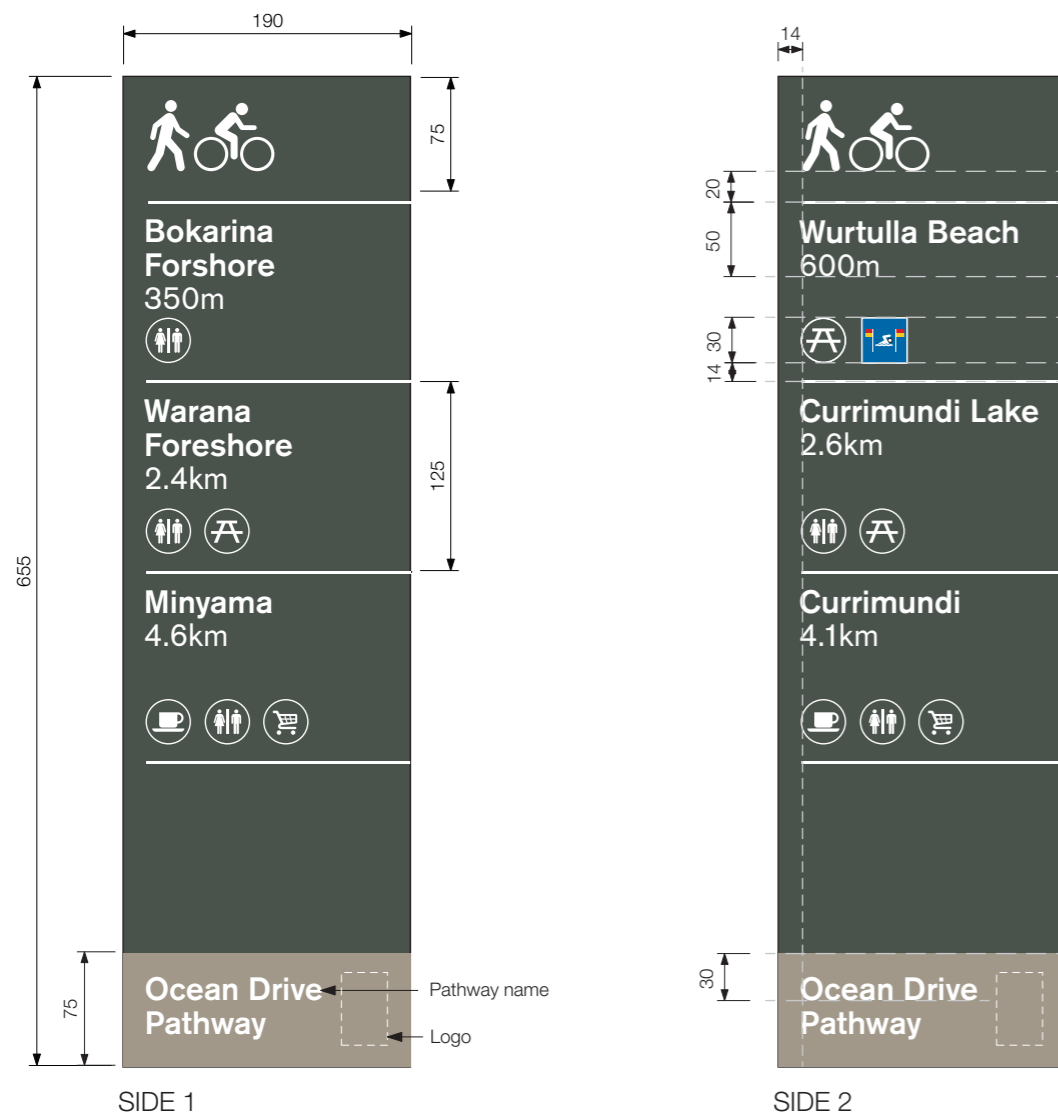 190
14
75
20
50
Bokarina
Forshore
350m
Wurtulla Beach
600m
30
14
Warana
Foreshore
2.4km
125
Currimundi Lake
2.6km
655
Minyama
4.6km
Currimundi
4.1km
75
Ocean Drive
Pathway
Pathway name
Logo
30
Ocean Drive
Pathway
SIDE 1
SIDE 2